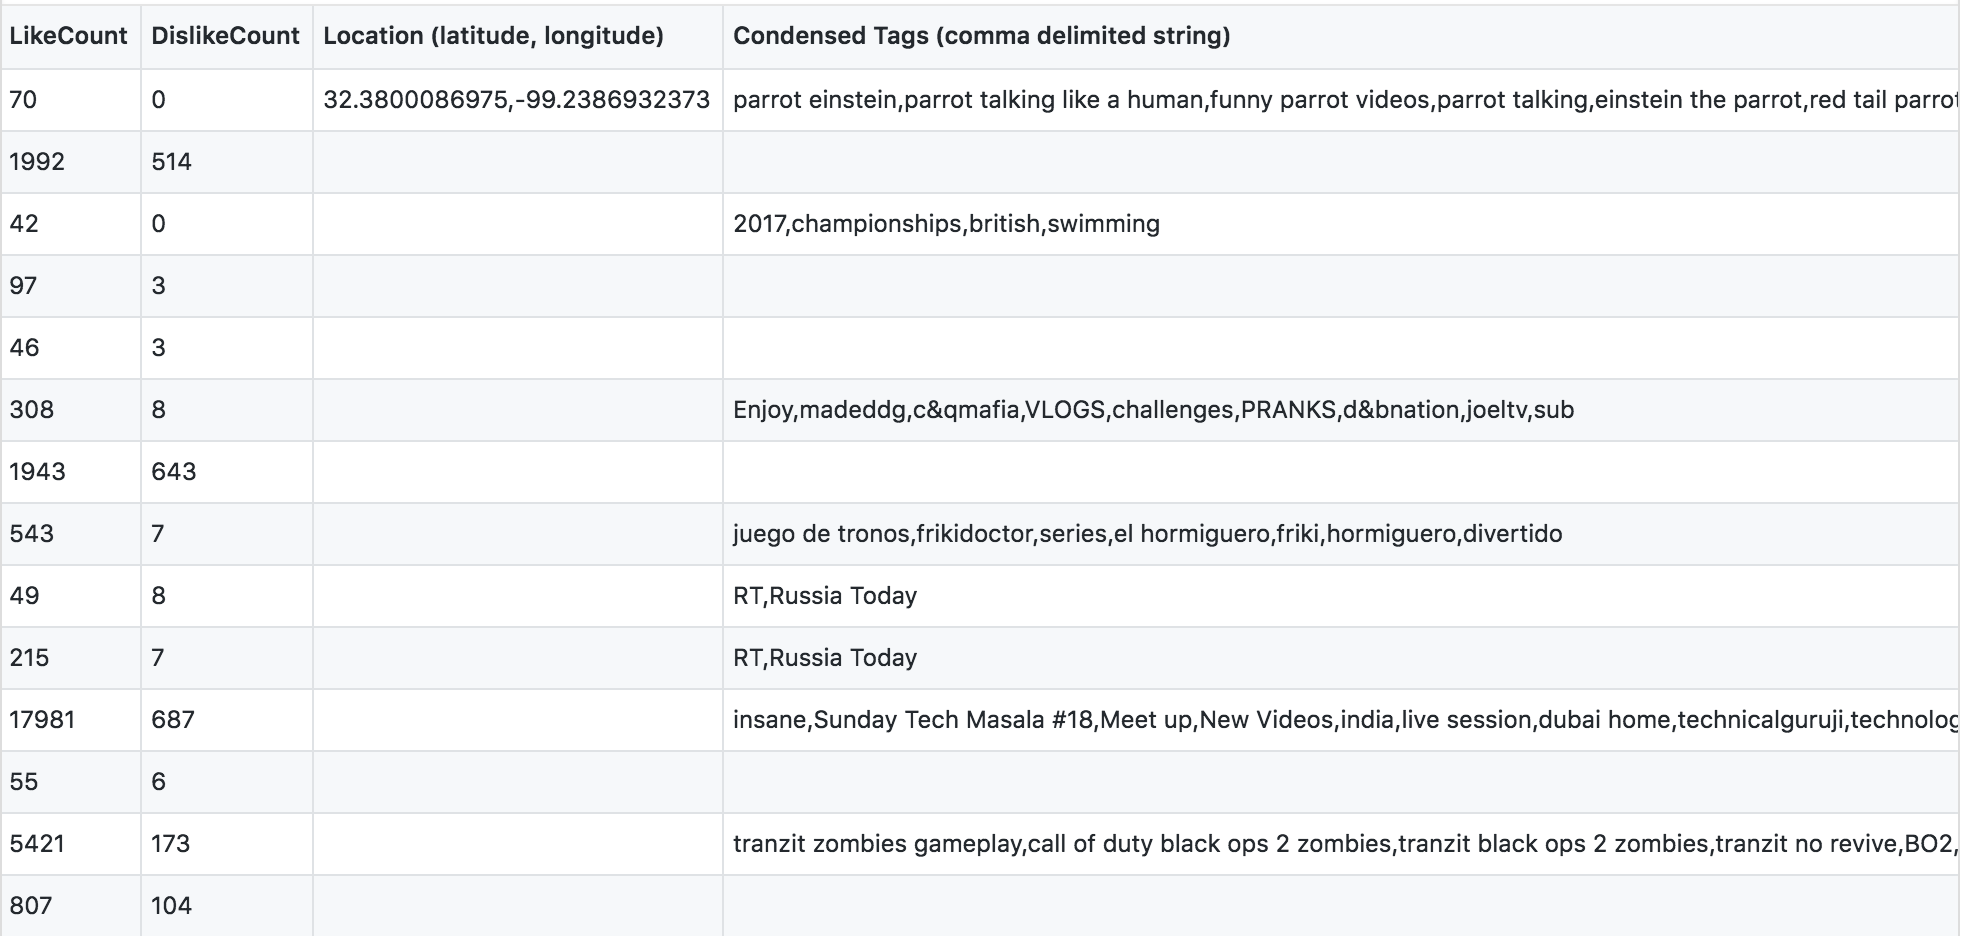 LikeCount DislikeCount Location (latitude, longitude) Condensed Tags (comma delimited string)
70 0 32.3800086975,-99.2386932373 parrot einstein,parrot talking like a human,funny parrot videos,parrot talking,einstein the parrot,red tail parrot
1992 514
42 0 2017,championships,british,swimming
97 3
46 3
308 8 Enjoy,madeddg,c&qmafia,VLOGS,challenges,PRANKS,d&bnation,joeltv,sub
1943 643
543 7 juego de tronos,frikidoctor,series,el hormiguero,friki,hormiguero,divertido
49 8 RT,Russia Today
215 7 RT,Russia Today
17981 687 insane,Sunday Tech Masala #18,Meet up,New Videos,india,live session,dubai home,technicalguruji,technolog
55 6
5421 173 tranzit zombies gameplay,call of duty black ops 2 zombies,tranzit black ops 2 zombies,tranzit no revive,BO2,
807 104